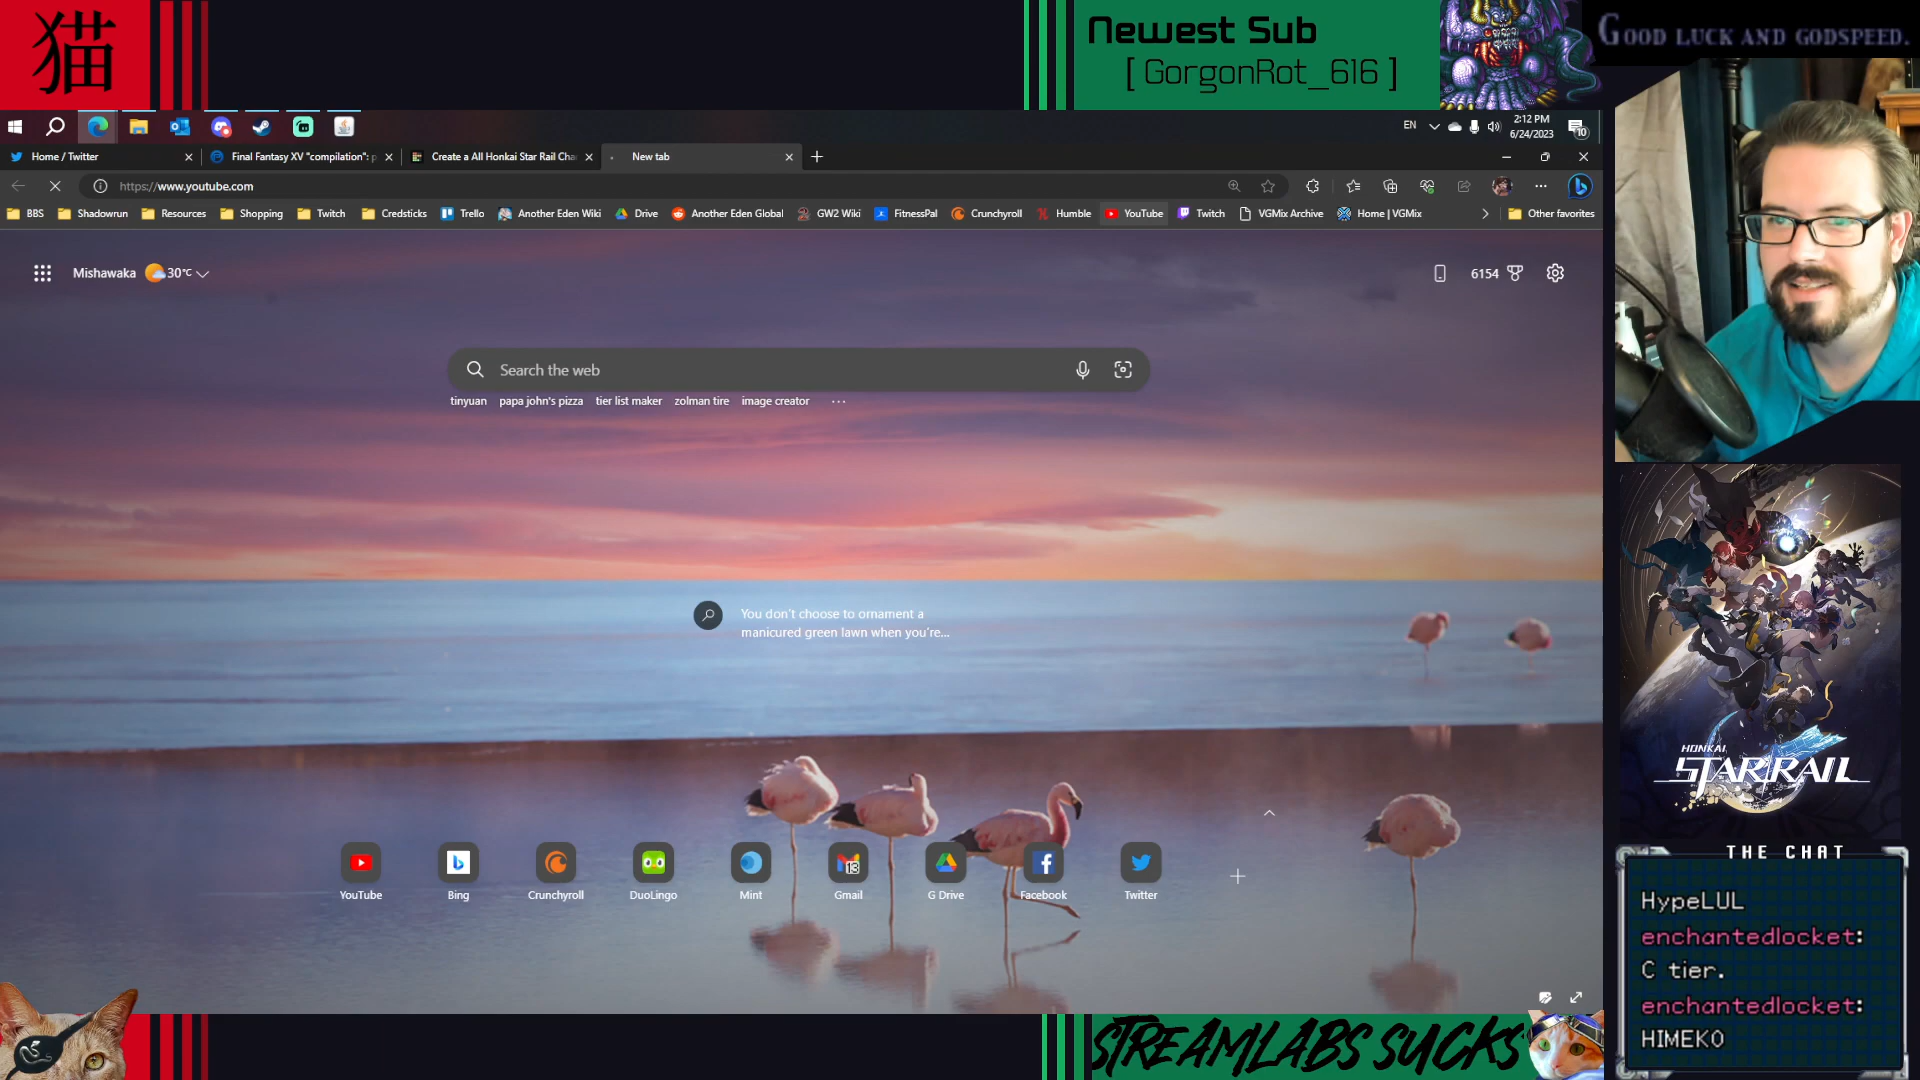 猫
Newest Sub
[ GorgonRot_616 ]
GOOD LUCK AND GODSPEED.
EN
2:12 PM
6/24/2023
10
Home / Twitter
Final Fantasy XV "compilation": p
Create a All Honkai Star Rail Cha
New tab
https://www.youtube.com
BBS
Shadowrun
Resources
Shopping
Twitch
Credsticks
Trello
Another Eden Wiki
Drive
Another Eden Global
GW2 Wiki
FitnessPal
Crunchyroll
Humble
YouTube
Twitch
VGMix Archive
Home | VGMix
Other favorites
Mishawaka
30°C
6154
Search the web
tinyuan
papa john's pizza
tier list maker
zolman tire
image creator
...
You don't choose to ornament a
manicured green lawn when you're...
YouTube
Bing
Crunchyroll
DuoLingo
Mint
13
Gmail
G Drive
Facebook
Twitter
HONKAI
STAR RAIL
THE CHAT
HypeLUL
enchantedlocket:
C tier.
enchantedlocket:
HIMEKO
STREAMLABS SUCKS